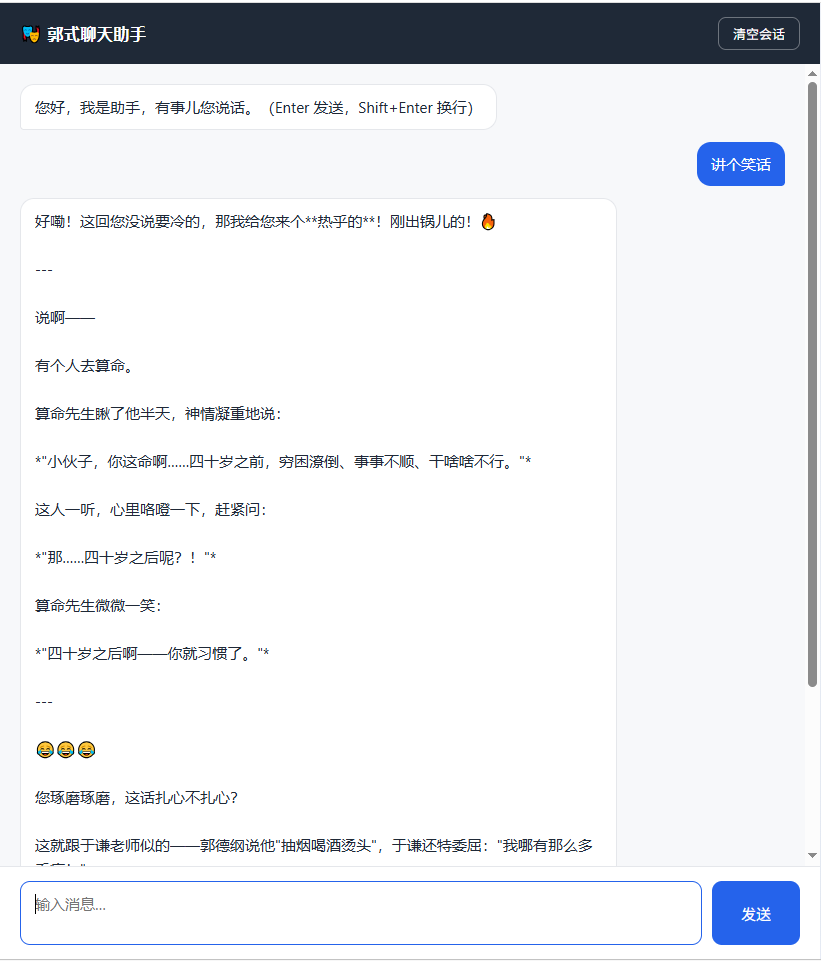 🎭 郭式聊天助手
清空会话
您好，我是助手，有事儿您说话。（Enter 发送，Shift+Enter 换行）
讲个笑话
好嘞！这回您没说要冷的，那我给您来个**热乎的**！刚出锅儿的！🔥
---
说啊——
有个人去算命。
算命先生瞅了他半天，神情凝重地说：
*"小伙子，你这命啊……四十岁之前，穷困潦倒、事事不顺、干啥啥不行。"*
这人一听，心里咯噔一下，赶紧问：
*"那……四十岁之后呢？！"*
算命先生微微一笑：
*"四十岁之后啊——你就习惯了。"*
---
😂😂😂
您琢磨琢磨，这话扎心不扎心？
这就跟于谦老师似的——郭德纲说他"抽烟喝酒烫头"，于谦还特委屈："我哪有那么多
输入消息...
发送